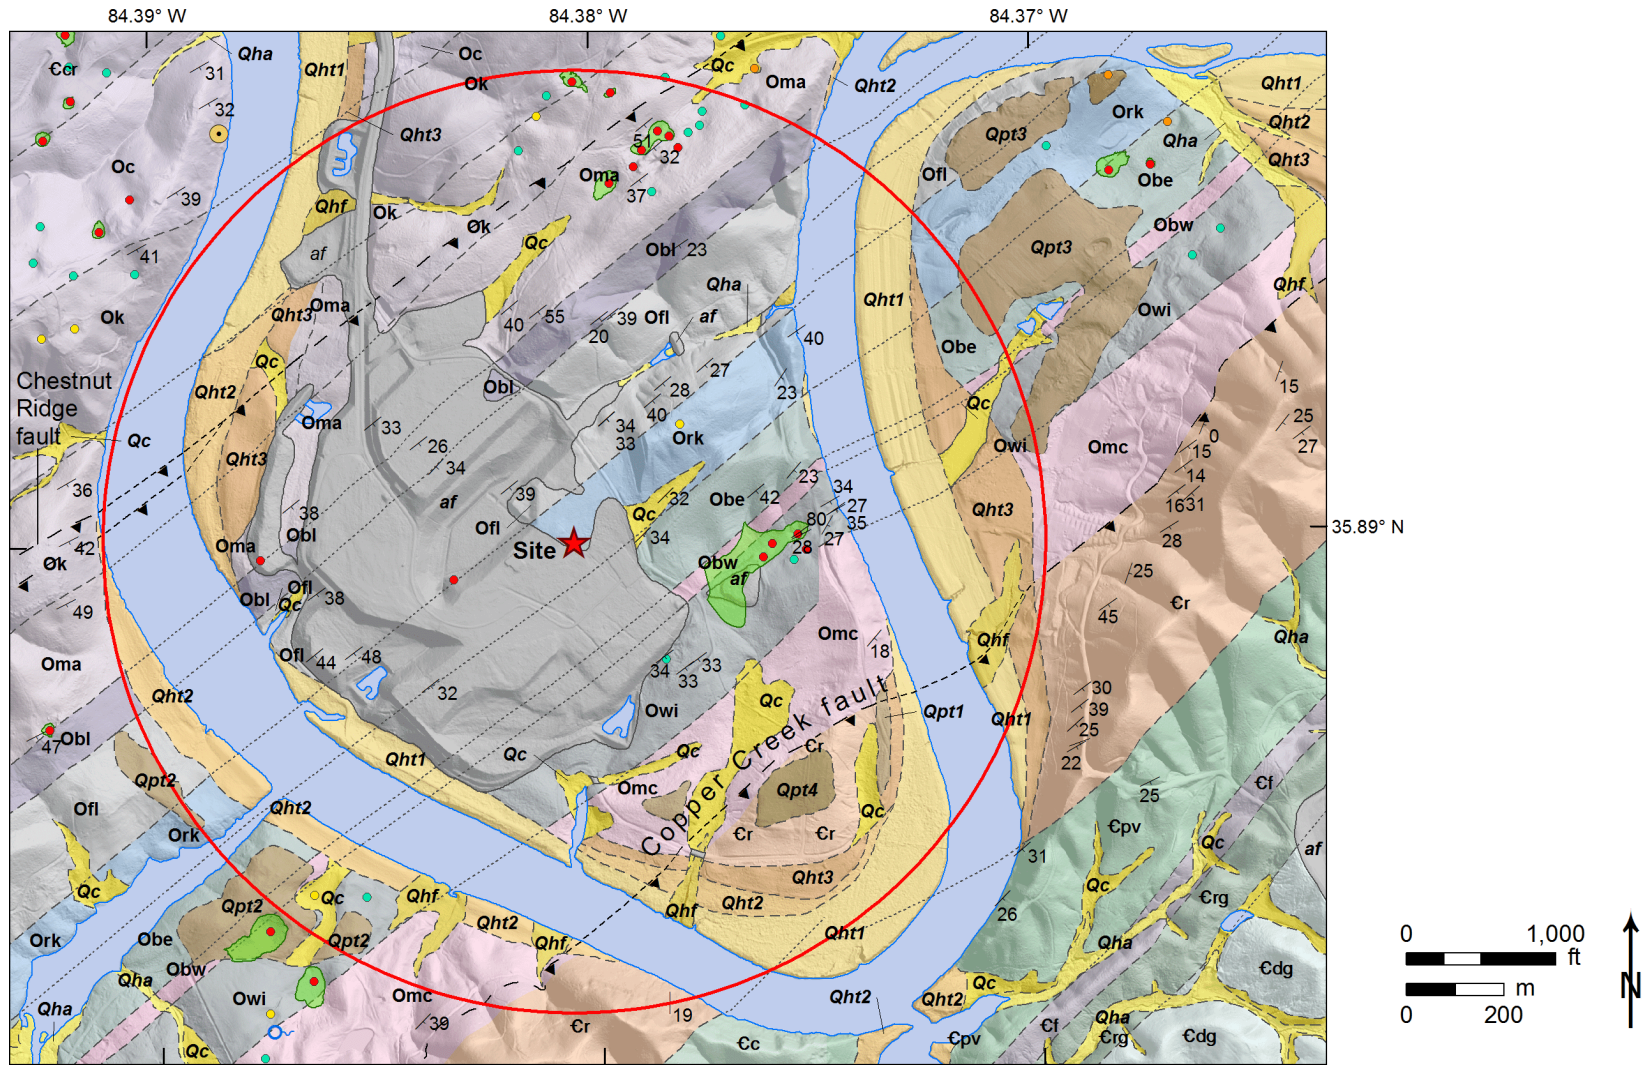 84.39° W 84.38° W 84.37° W
Qha Qht1 Oc Ok Qc Oma Qht2 Qht1
Ꞓcr 31 32 Qht3 51 32 Ork Qht2
Qpt3 Qha Qht3
Oc 39 Qhf Ok Ok Oma 37 Ofl Obe
41 af Qc Obl 23 Qpt3 Obw
Ok Qht3 Oma 40 55 39 Ofl af Qha Qht1 Owi Qhf
20 40 Obe
Chestnut
Ridge
fault
Qc Qht2 Obl 28 27 23 Qc 15
Qc Oma 33 34 40 Ork Owi Omc 25
Qht3 26 33 0 27
34 15
36 af 39 32 Obe 42 23 34 14
38 Ofl Qc 27 Qht3 16 31
42 Oma Obl Site 34 80 35 28 35.89° N
Ok 28 27
Obw af 25
49 Obl Ofl 38 Ꞓr
Qc 45
Oma Ofl 44 48 34 33 Omc 18 Qhf Qha
33
Qht2 32 Owi Qc Qpt1 Qht1 30
39
47 Obl Qht1 Qc Qc Copper Creek fault Ꞓr 25
22
Qpt2 Omc Qpt4 Qc 25 Ꞓf
Ofl Qht2 Ꞓr Ꞓr Ꞓpv
Ork Qc af
31
Qc Qhf Qht3 Qc
Qpt2 Qc Qht2 Qhf Qht2 26 Ꞓrg
Ork Obe Qpt2 Qhf Qht1 Qha
Obw Ꞓdg
Qha Owi Omc Qht2 Qht2 Qc
Qha 39 Ꞓr 19 Ꞓf Qha
Qc Ꞓc Ꞓpv Ꞓrg Ꞓdg
0 1,000
ft
m
0 200
N